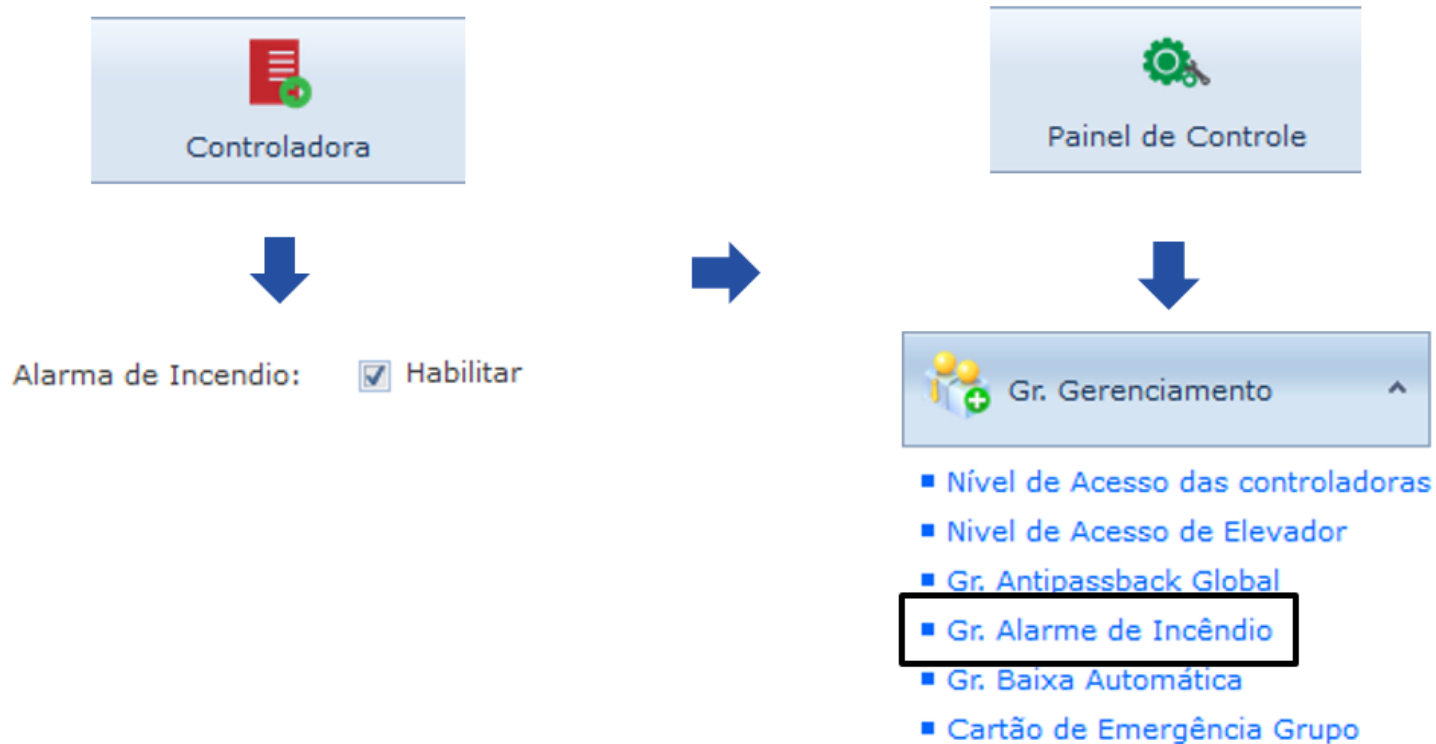 Controladora
Alarma de Incendio: Habilitar
Painel de Controle
Gr. Gerenciamento
Nível de Acesso das controladoras
Nivel de Acesso de Elevador
Gr. Antipassback Global
Gr. Alarme de Incêndio
Gr. Baixa Automática
Cartão de Emergência Grupo